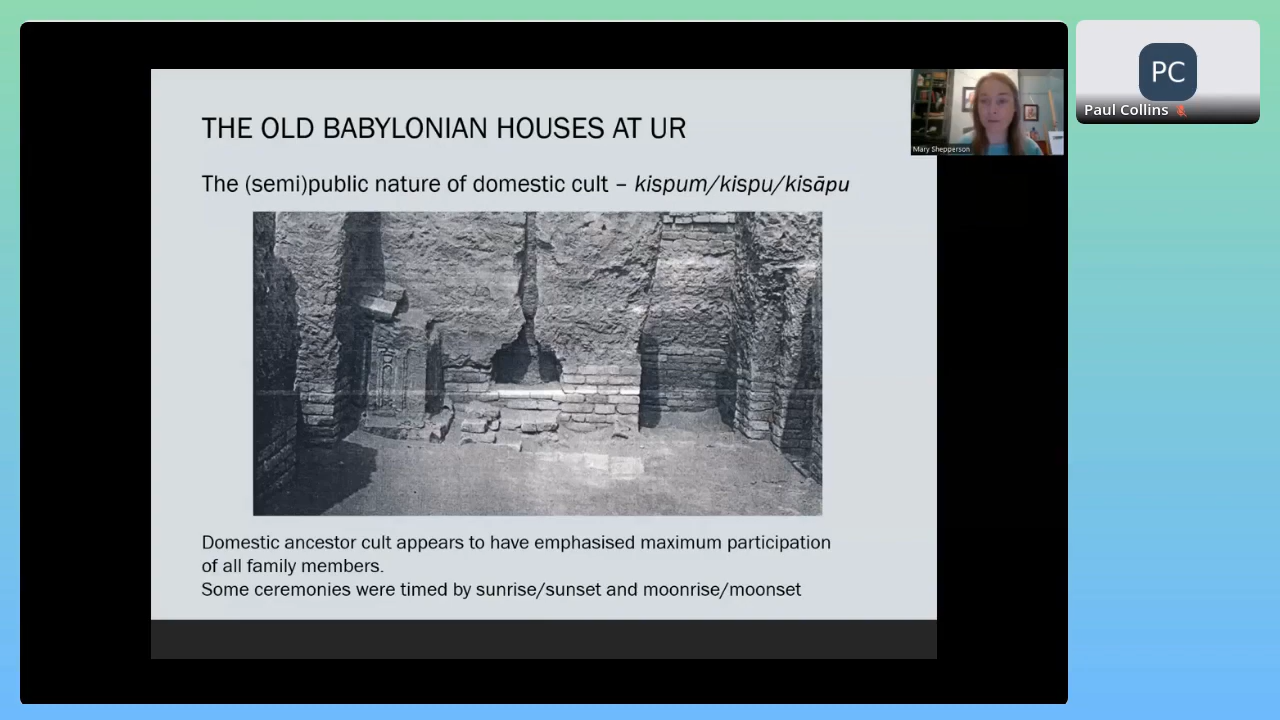 THE OLD BABYLONIAN HOUSES AT UR
The (semi)public nature of domestic cult – kispum/kispu/kisāpu
Domestic ancestor cult appears to have emphasised maximum participation
of all family members.
Some ceremonies were timed by sunrise/sunset and moonrise/moonset
Mary Shepperson
PC
Paul Collins